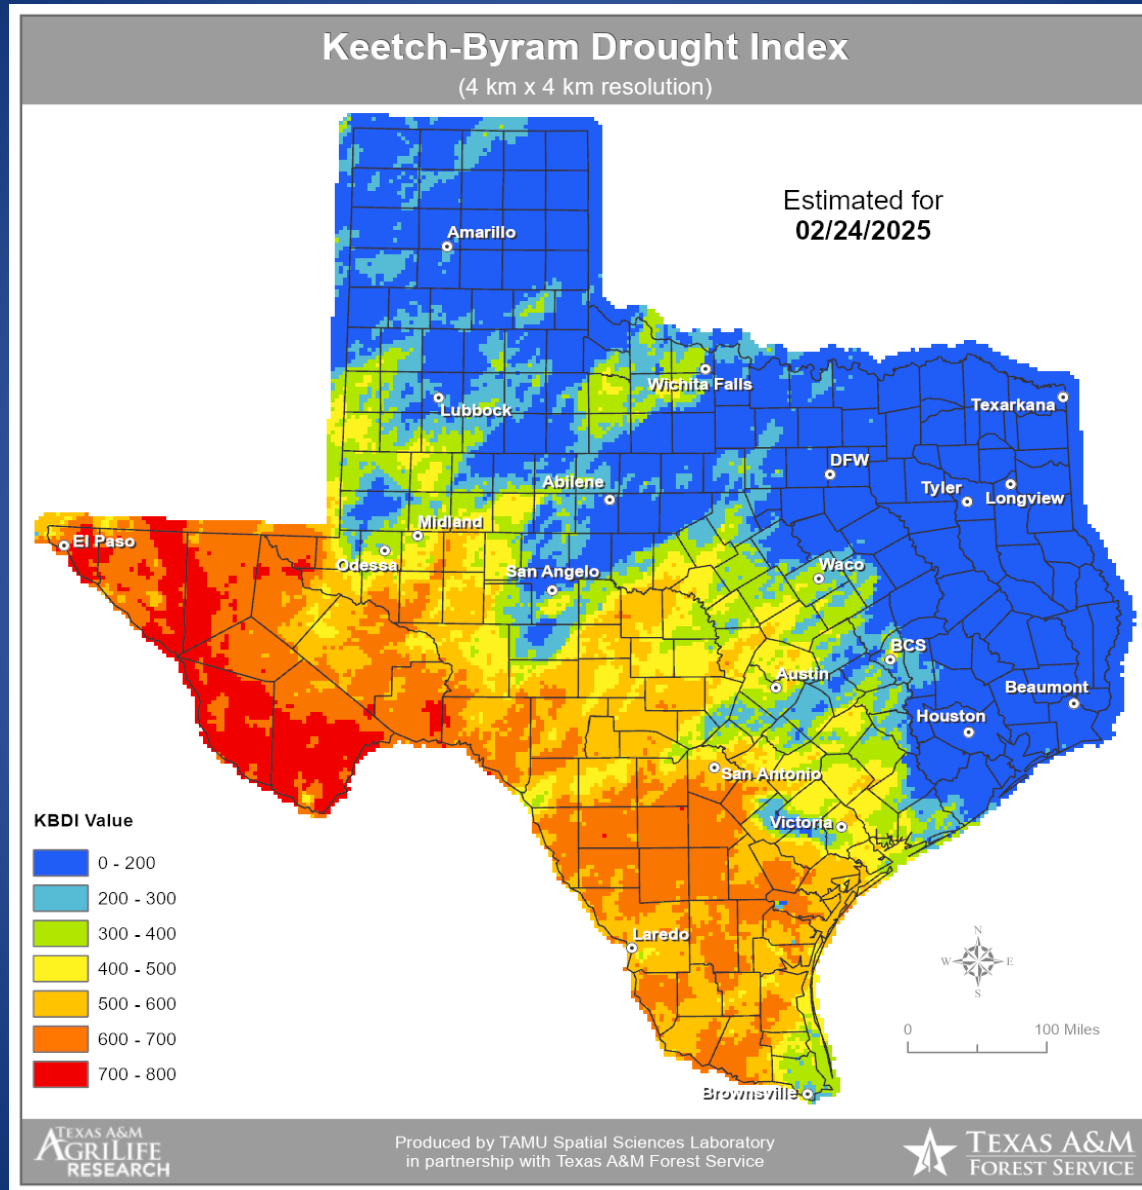 Keetch-Byram Drought Index
(4 km x 4 km resolution)
Estimated for
02/24/2025
Amarillo
Wichita Falls
Lubbock
Texarkana
DFW
Abilene
Tyler
Longview
Midland
El Paso
Odessa
San Angelo
Waco
BCS
Austin
Beaumont
Houston
San Antonio
Victoria
Laredo
Brownsville
KBDI Value
0 - 200
200 - 300
300 - 400
400 - 500
500 - 600
600 - 700
700 - 800
N
W E
S
0 100 Miles
TEXAS A&M
AGRILIFE
RESEARCH
Produced by TAMU Spatial Sciences Laboratory
in partnership with Texas A&M Forest Service
TEXAS A&M
FOREST SERVICE